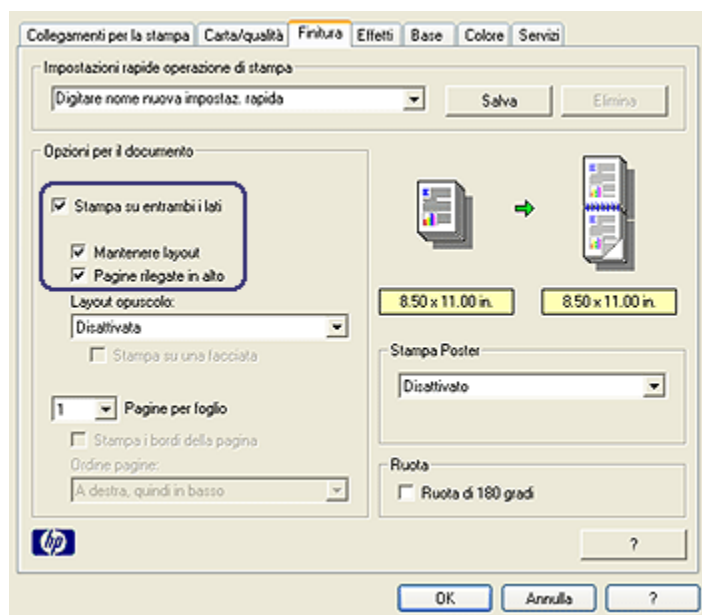 Collegamenti per la stampa Carta/qualità Finitura Effetti Base Colore Servizi
Impostazioni rapide operazione di stampa
Digitare nome nuova impostaz. rapida Salva Elimina
Opzioni per il documento
Stampa su entrambi i lati
Mantenere layout
Pagine rilegate in alto
Layout opuscolo:
Disattivata
Stampa su una facciata
1 Pagine per foglio
Stampa i bordi della pagina
Ordine pagine:
A destra, quindi in basso
8.50 x 11.00 in. 8.50 x 11.00 in.
Stampa Poster
Disattivato
Ruota
Ruota di 180 gradi
hp ?
OK Annulla ?